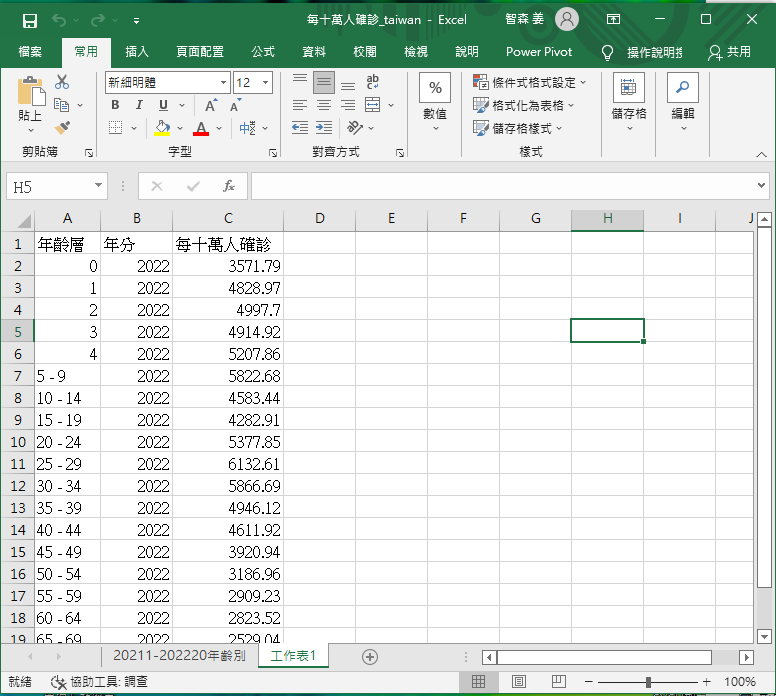 每十萬人確診_taiwan - Excel 智森 姜
檔案 常用 插入 頁面配置 公式 資料 校閱 檢視 說明 Power Pivot 操作說明搜 共用
貼上 新細明體 12 數值 條件式格式設定 儲存格 編輯
B I U A A ab % 格式化為表格
A 中 儲存格樣式
剪貼簿 字型 對齊方式 樣式
H5 fx
A B C D E F G H I J
1 年齡層 年分 每十萬人確診
2 0 2022 3571.79
3 1 2022 4828.97
4 2 2022 4997.7
5 3 2022 4914.92
6 4 2022 5207.86
7 5 - 9 2022 5822.68
8 10 - 14 2022 4583.44
9 15 - 19 2022 4282.91
10 20 - 24 2022 5377.85
11 25 - 29 2022 6132.61
12 30 - 34 2022 5866.69
13 35 - 39 2022 4946.12
14 40 - 44 2022 4611.92
15 45 - 49 2022 3920.94
16 50 - 54 2022 3186.96
17 55 - 59 2022 2909.23
18 60 - 64 2022 2823.52
19 65 - 69 2022 2529.04
20211-202220年齡別 工作表1
就緒 協助工具: 調查 100%